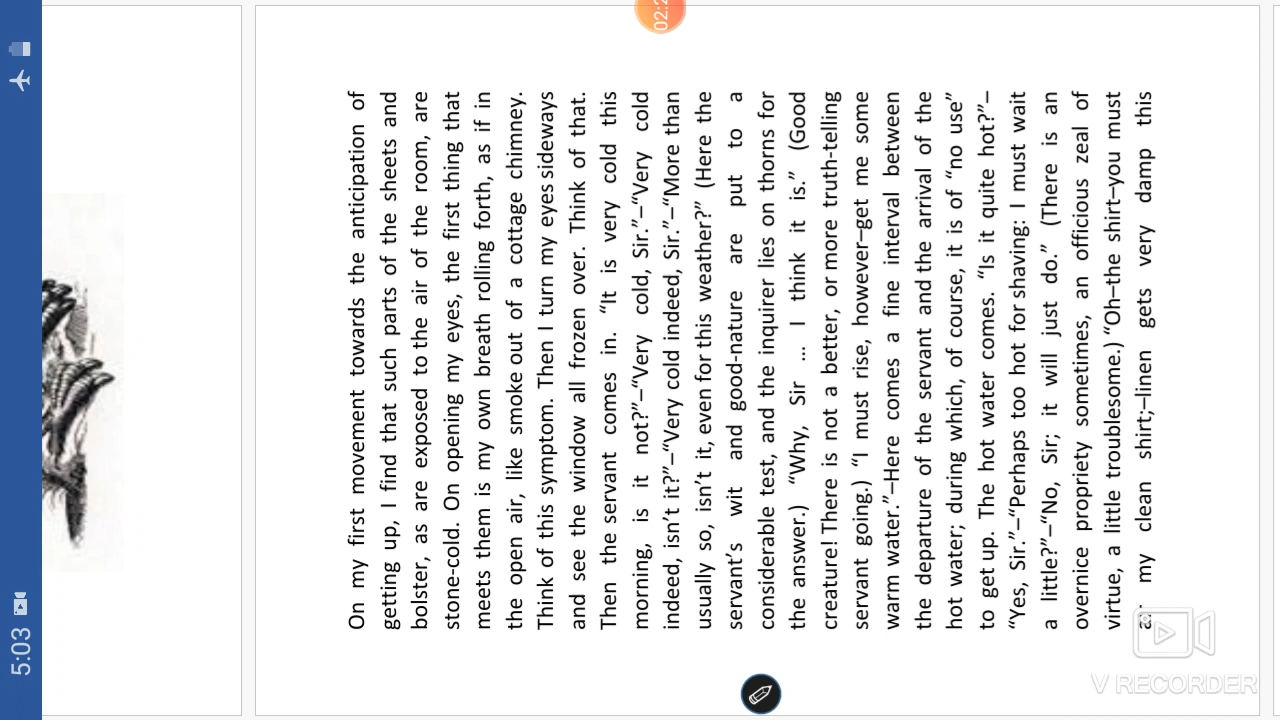 5:03
02:2
On my first movement towards the anticipation of
getting up, I find that such parts of the sheets and
bolster, as are exposed to the air of the room, are
stone-cold. On opening my eyes, the first thing that
meets them is my own breath rolling forth, as if in
the open air, like smoke out of a cottage chimney.
Think of this symptom. Then I turn my eyes sideways
and see the window all frozen over. Think of that.
Then the servant comes in. “It is very cold this
morning, is it not?”–“Very cold, Sir.”–“Very cold
indeed, isn’t it?”–“Very cold indeed, Sir.”–“More than
usually so, isn’t it, even for this weather?” (Here the
servant’s wit and good-nature are put to a
considerable test, and the inquirer lies on thorns for
the answer.) “Why, Sir ... I think it is.” (Good
creature! There is not a better, or more truth-telling
servant going.) “I must rise, however–get me some
warm water.”–Here comes a fine interval between
the departure of the servant and the arrival of the
hot water; during which, of course, it is of “no use”
to get up. The hot water comes. “Is it quite hot?”–
“Yes, Sir.”–“Perhaps too hot for shaving: I must wait
a little?”–“No, Sir; it will just do.” (There is an
overnice propriety sometimes, an officious zeal of
virtue, a little troublesome.) “Oh–the shirt–you must
my clean shirt;–linen gets very damp this
V RECORDER